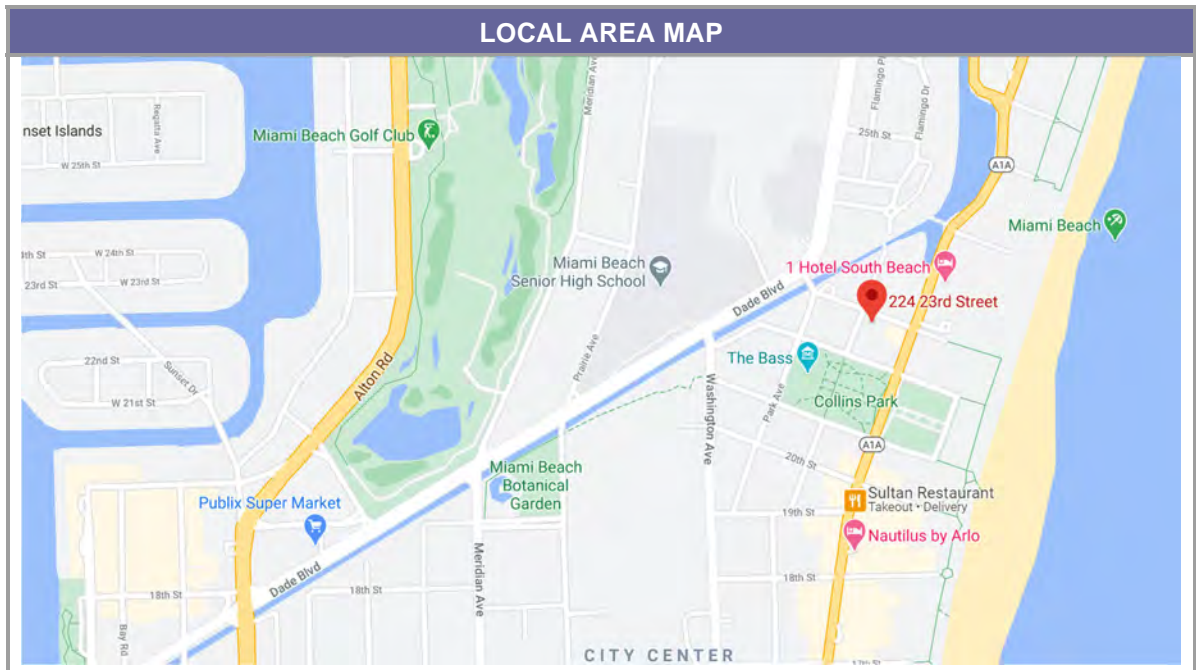 LOCAL AREA MAP
Meridian Ave
Flamingo Pl
Flamingo Dr
nset Islands
Regatta Ave
Miami Beach Golf Club
25th St
W 25th St
A1A
Miami Beach
4th St
W 24th St
Miami Beach
Senior High School
1 Hotel South Beach
23rd St
W 23rd St
Dade Blvd
224 23rd Street
22nd St
Sunset Dr
Alton Rd
Prairie Ave
The Bass
W 21st St
Washington Ave
Park Ave
Collins Park
A1A
20th St
Miami Beach
Botanical
Garden
Publix Super Market
Sultan Restaurant
Takeout • Delivery
19th St
Nautilus by Arlo
Meridian Ave
Dade Blvd
18th St
18th St
18th St
Bay Rd
CITY CENTER
17th St